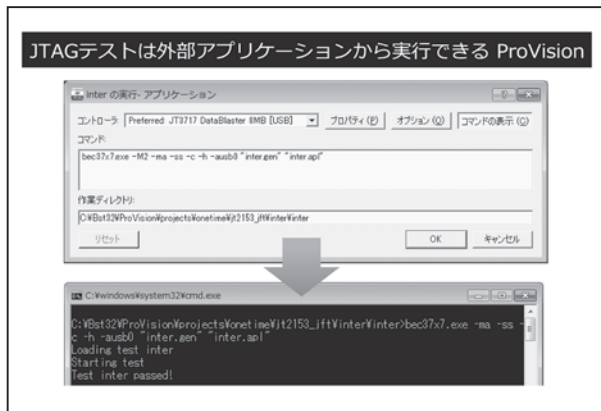 JTAGテストは外部アプリケーションから実行できる ProVision
inter の実行- アプリケーション
コントローラ: Preferred: JT3717 DataBlaster 8MB [USB] プロパティ(P) オプション(O) コマンドの表示(C)
コマンド:
bec37x7.exe -M2 -ma -ss -c -h -ausb0 "inter.gen" "inter.apl"
作業ディレクトリ:
C:¥Bst32¥ProVision¥projects¥onetime¥jt2153_jft¥inter¥inter
リセット OK キャンセル
C:¥windows¥system32¥cmd.exe
C:¥Bst32¥ProVision¥projects¥onetime¥jt2153_jft¥inter¥inter>bec37x7.exe -ma -ss -
c -h -ausb0 "inter.gen" "inter.apl"
Loading test inter
Starting test
Test inter passed!